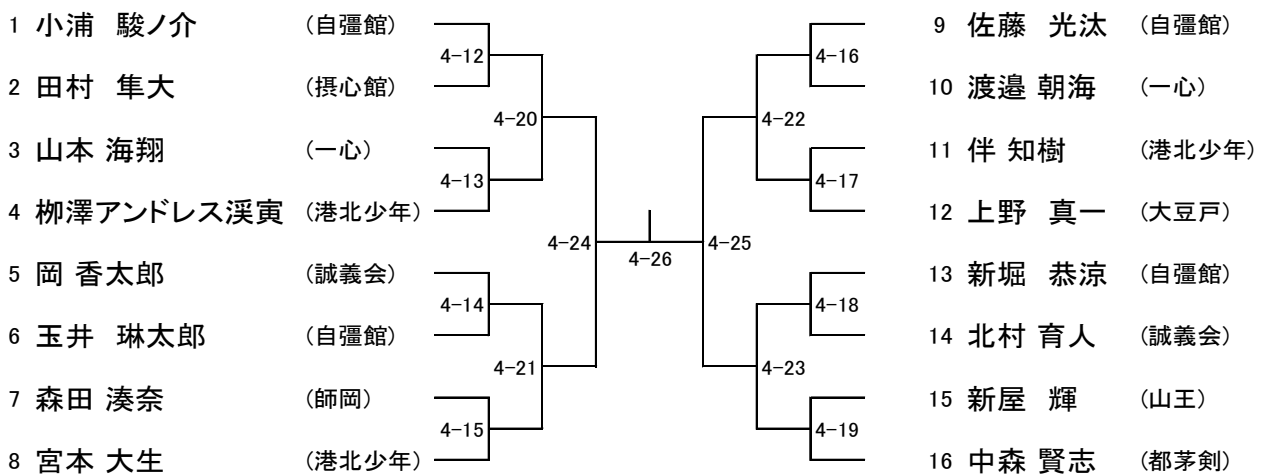 1 小浦 駿ノ介 (自彊館)
4-12
2 田村 隼大 (摂心館)
4-20
3 山本 海翔 (一心)
4-13
4 栁澤アンドレス渓寅 (港北少年)
4-24
5 岡 香太郎 (誠義会)
4-14
6 玉井 琳太郎 (自彊館)
4-21
7 森田 湊奈 (師岡)
4-15
8 宮本 大生 (港北少年)
4-26
9 佐藤 光汰 (自彊館)
4-16
10 渡邉 朝海 (一心)
4-22
11 伴 知樹 (港北少年)
4-17
12 上野 真一 (大豆戸)
4-25
13 新堀 恭涼 (自彊館)
4-18
14 北村 育人 (誠義会)
4-23
15 新屋 輝 (山王)
4-19
16 中森 賢志 (都茅剣)